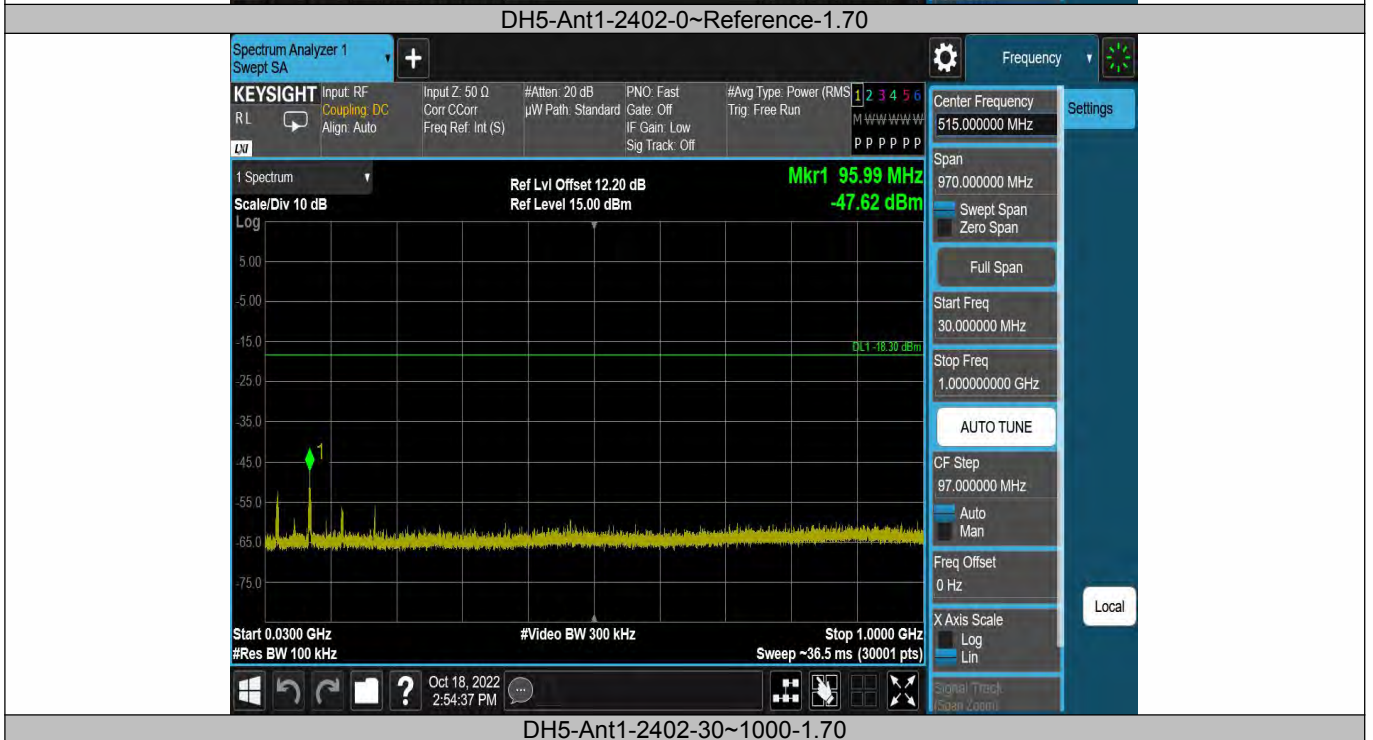 DH5-Ant1-2402-0~Reference-1.70
Spectrum Analyzer 1
Swept SA
+
Frequency
KEYSIGHT
RL
LXI
Input: RF
Coupling: DC
Align: Auto
Input Z: 50 Ω
Corr CCorr
Freq Ref: Int (S)
#Atten: 20 dB
µW Path: Standard
PNO: Fast
Gate: Off
IF Gain: Low
Sig Track: Off
#Avg Type: Power (RMS
Trig: Free Run
1 2 3 4 5 6
M W W W W W
P P P P P P
1 Spectrum
Scale/Div 10 dB
Ref Lvl Offset 12.20 dB
Ref Level 15.00 dBm
Mkr1 95.99 MHz
-47.62 dBm
Log
5.00
-5.00
-15.0
DL1 -18.30 dBm
-25.0
-35.0
-45.0
1
-55.0
-65.0
-75.0
Start 0.0300 GHz
#Res BW 100 kHz
#Video BW 300 kHz
Stop 1.0000 GHz
Sweep ~36.5 ms (30001 pts)
Center Frequency
515.000000 MHz
Span
970.000000 MHz
Swept Span
Zero Span
Full Span
Start Freq
30.000000 MHz
Stop Freq
1.000000000 GHz
AUTO TUNE
CF Step
97.000000 MHz
Auto
Man
Freq Offset
0 Hz
X Axis Scale
Log
Lin
Signal Track
(Span Zoom)
Settings
Local
?
Oct 18, 2022
2:54:37 PM
DH5-Ant1-2402-30~1000-1.70